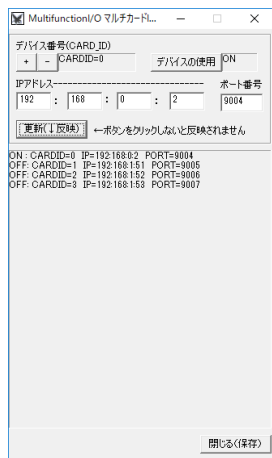 MultifunctionI/O マルチカードI...
デバイス番号(CARD_ID)
+ - CARDID=0 デバイスの使用 ON
IPアドレス------------------------------ ポート番号
192 : 168 : 0 : 2 9004
更新(↓反映) ←ボタンをクリックしないと反映されません
ON : CARDID=0 IP=192:168:0:2 PORT=9004
OFF: CARDID=1 IP=192:168:1:51 PORT=9005
OFF: CARDID=2 IP=192:168:1:52 PORT=9006
OFF: CARDID=3 IP=192:168:1:53 PORT=9007
閉じる(保存)